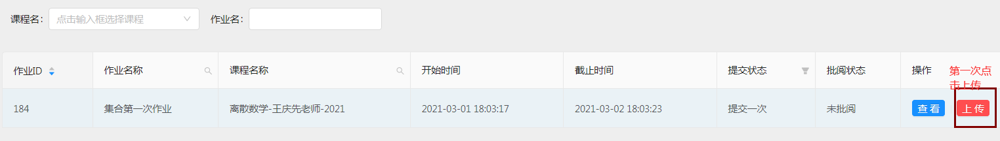 课程名: 点击输入框选择课程 作业名:
作业ID 作业名称 课程名称 开始时间 截止时间 提交状态 批阅状态 操作
第一次点
击上传
184 集合第一次作业 离散数学-王庆先老师-2021 2021-03-01 18:03:17 2021-03-02 18:03:23 提交一次 未批阅 查看 上传